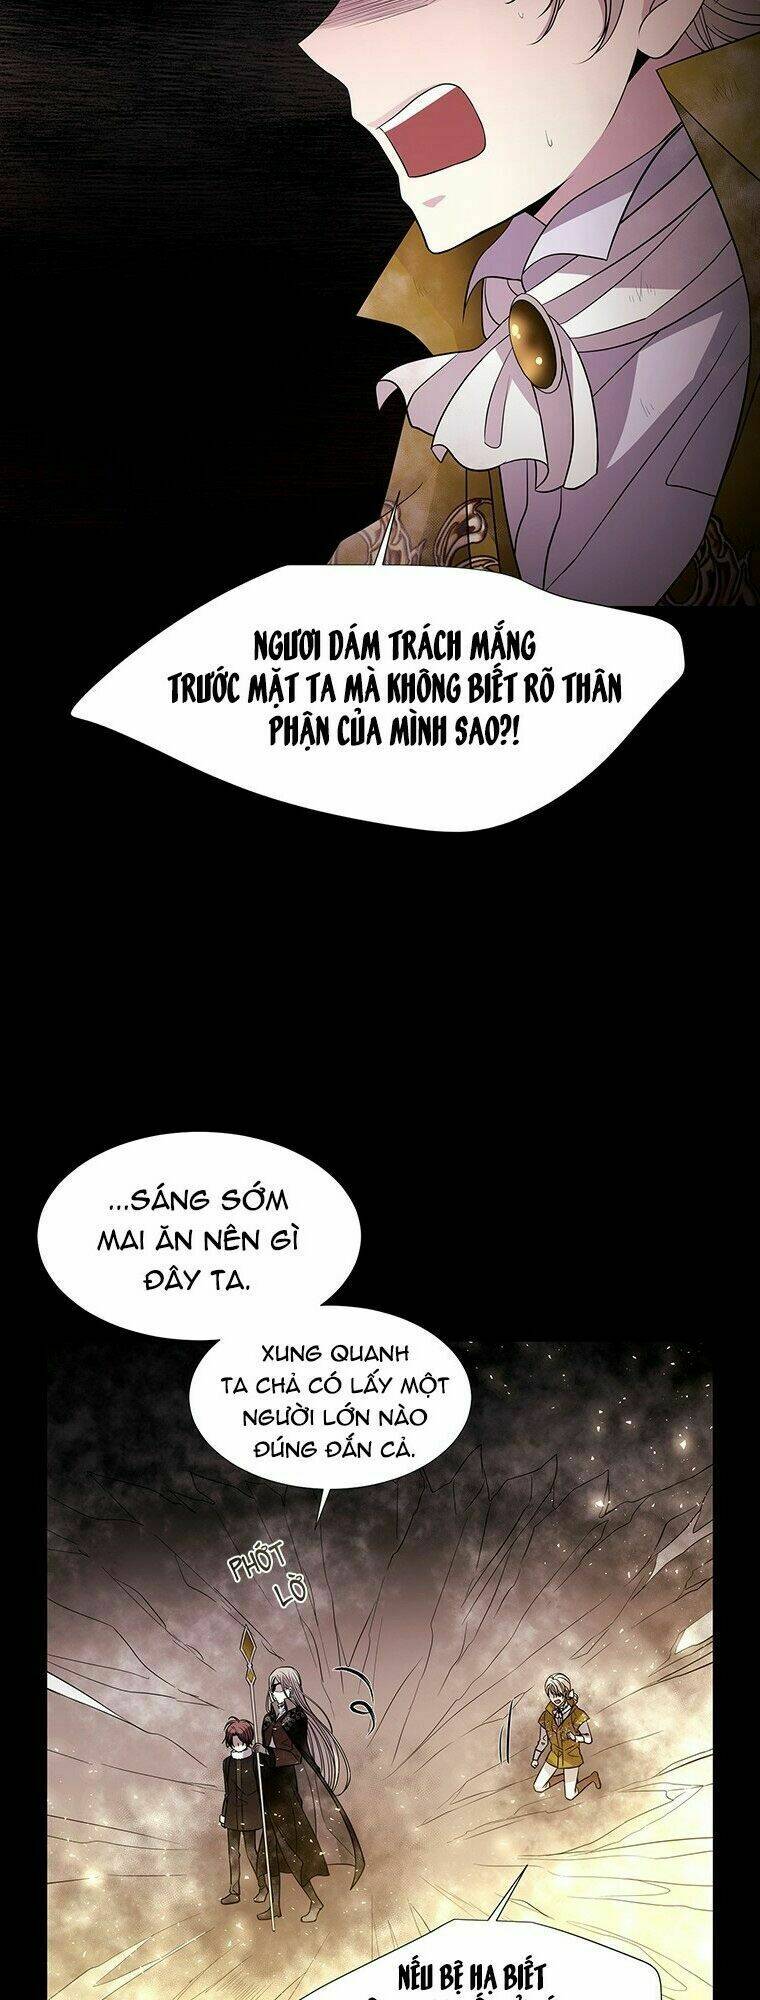 NGƯƠI DÁM TRÁCH MẮNG
TRƯỚC MẶT TA MÀ KHÔNG BIẾT RÕ THÂN
PHẬN CỦA MÌNH SAO?!
...SÁNG SỚM
MAI ĂN NÊN GÌ
ĐÂY TA.
XUNG QUANH
TA CHẢ CÓ LẤY MỘT
NGƯỜI LỚN NÀO
ĐÚNG ĐẮN CẢ.
PHỚT
LỜ
NẾU BỆ HẠ BIẾT